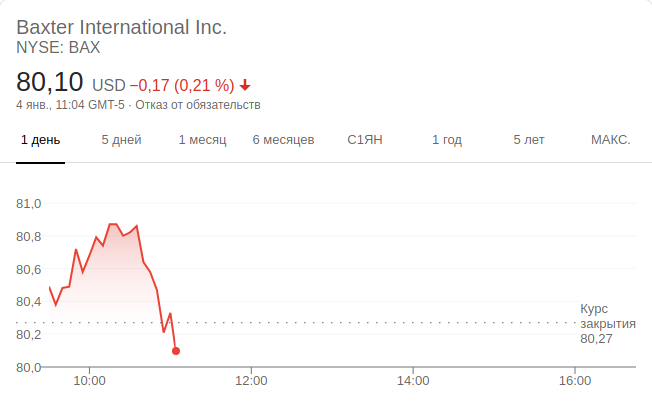 Baxter International Inc.
NYSE: BAX
80,10 USD −0,17 (0,21 %)
4 янв., 11:04 GMT-5 · Отказ от обязательств
1 день 5 дней 1 месяц 6 месяцев С1ЯН 1 год 5 лет МАКС.
81,0
80,8
80,6
80,4
80,2
80,0
Курс
закрытия
80,27
10:00 12:00 14:00 16:00